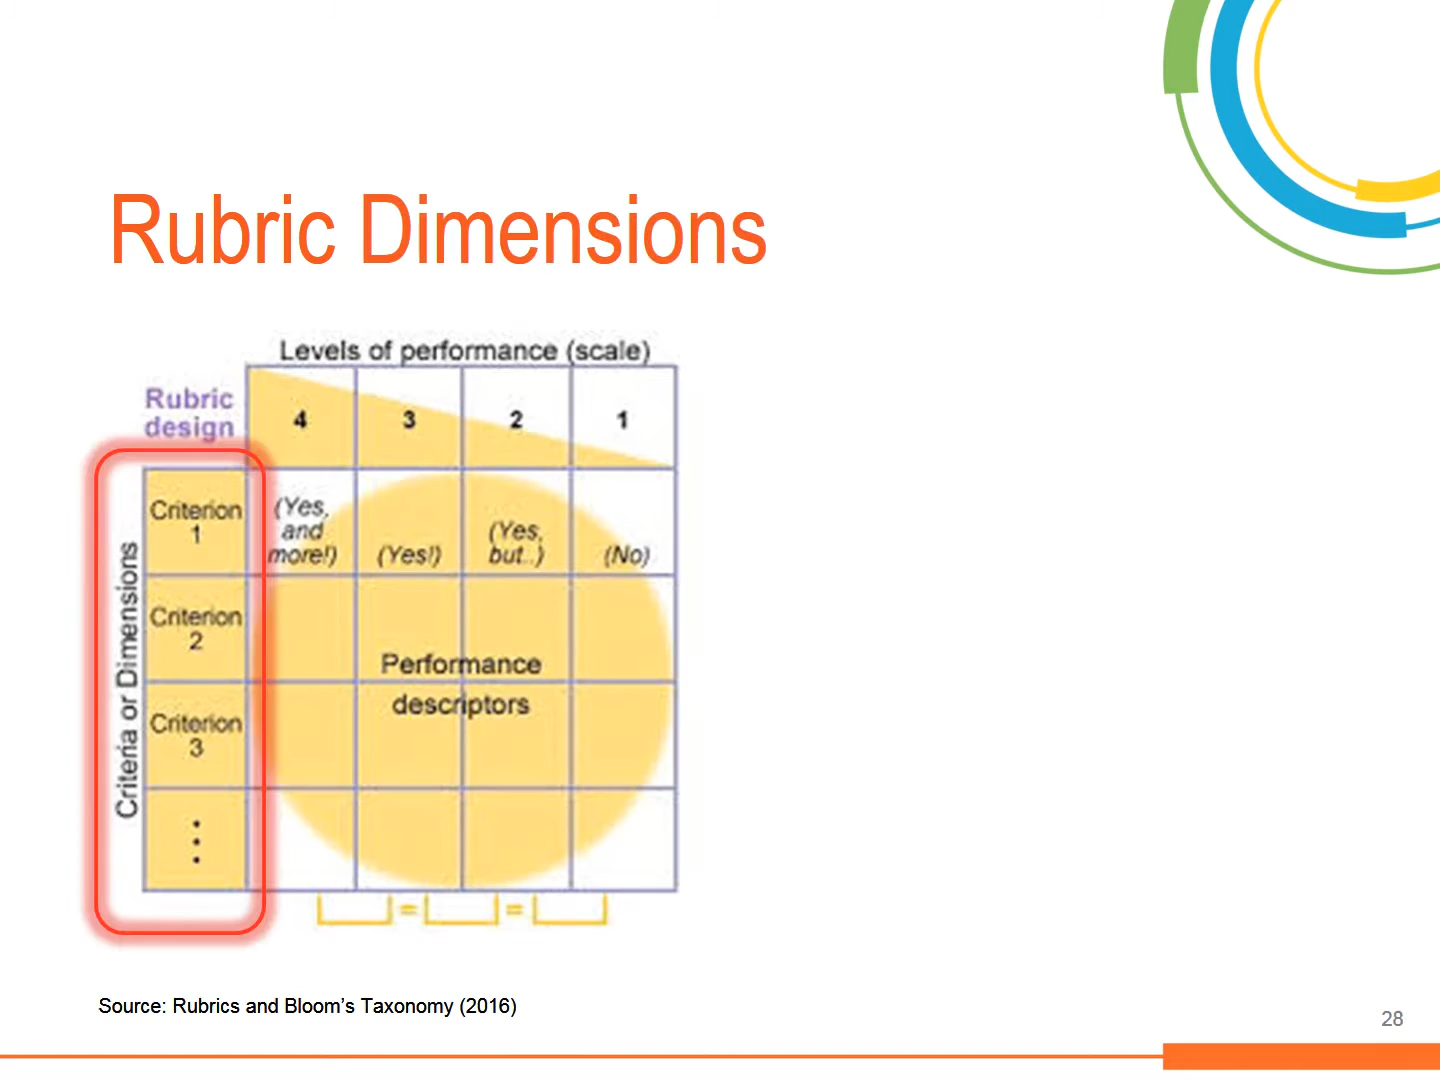 Rubric Dimensions
Levels of performance (scale)
Rubric
design
4 3 2 1
Criteria or Dimensions
Criterion
1
(Yes,
and
more!)
(Yes!)
(Yes,
but..)
(No)
Criterion
2
Criterion
3
Performance
descriptors
= =
Source: Rubrics and Bloom’s Taxonomy (2016)
28